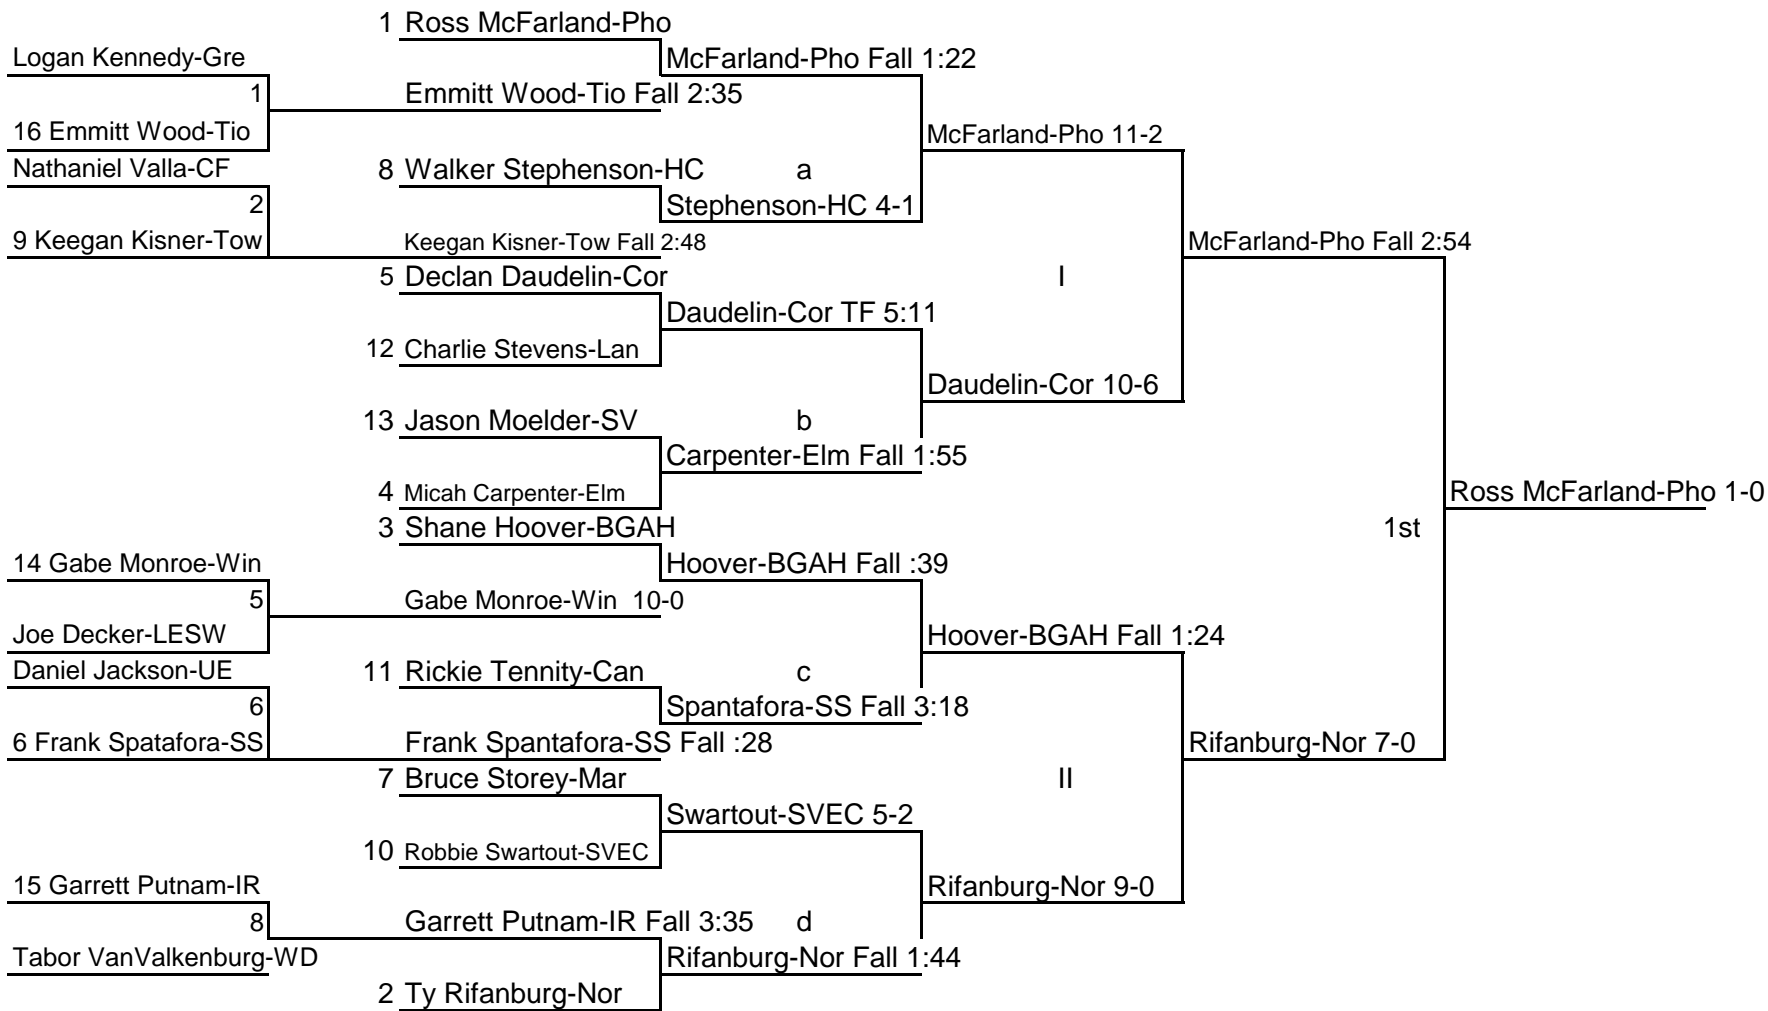 1 Ross McFarland-Pho
Logan Kennedy-Gre
McFarland-Pho Fall 1:22
1
Emmitt Wood-Tio Fall 2:35
16 Emmitt Wood-Tio
McFarland-Pho 11-2
Nathaniel Valla-CF
8 Walker Stephenson-HC
a
2
Stephenson-HC 4-1
9 Keegan Kisner-Tow
Keegan Kisner-Tow Fall 2:48
McFarland-Pho Fall 2:54
5 Declan Daudelin-Cor
I
Daudelin-Cor TF 5:11
12 Charlie Stevens-Lan
Daudelin-Cor 10-6
13 Jason Moelder-SV
b
Carpenter-Elm Fall 1:55
4 Micah Carpenter-Elm
Ross McFarland-Pho 1-0
3 Shane Hoover-BGAH
1st
14 Gabe Monroe-Win
Hoover-BGAH Fall :39
5
Gabe Monroe-Win 10-0
Joe Decker-LESW
Hoover-BGAH Fall 1:24
Daniel Jackson-UE
11 Rickie Tennity-Can
c
6
Spantafora-SS Fall 3:18
6 Frank Spatafora-SS
Frank Spantafora-SS Fall :28
Rifanburg-Nor 7-0
7 Bruce Storey-Mar
II
Swartout-SVEC 5-2
10 Robbie Swartout-SVEC
15 Garrett Putnam-IR
Rifanburg-Nor 9-0
8
Garrett Putnam-IR Fall 3:35
d
Tabor VanValkenburg-WD
Rifanburg-Nor Fall 1:44
2 Ty Rifanburg-Nor